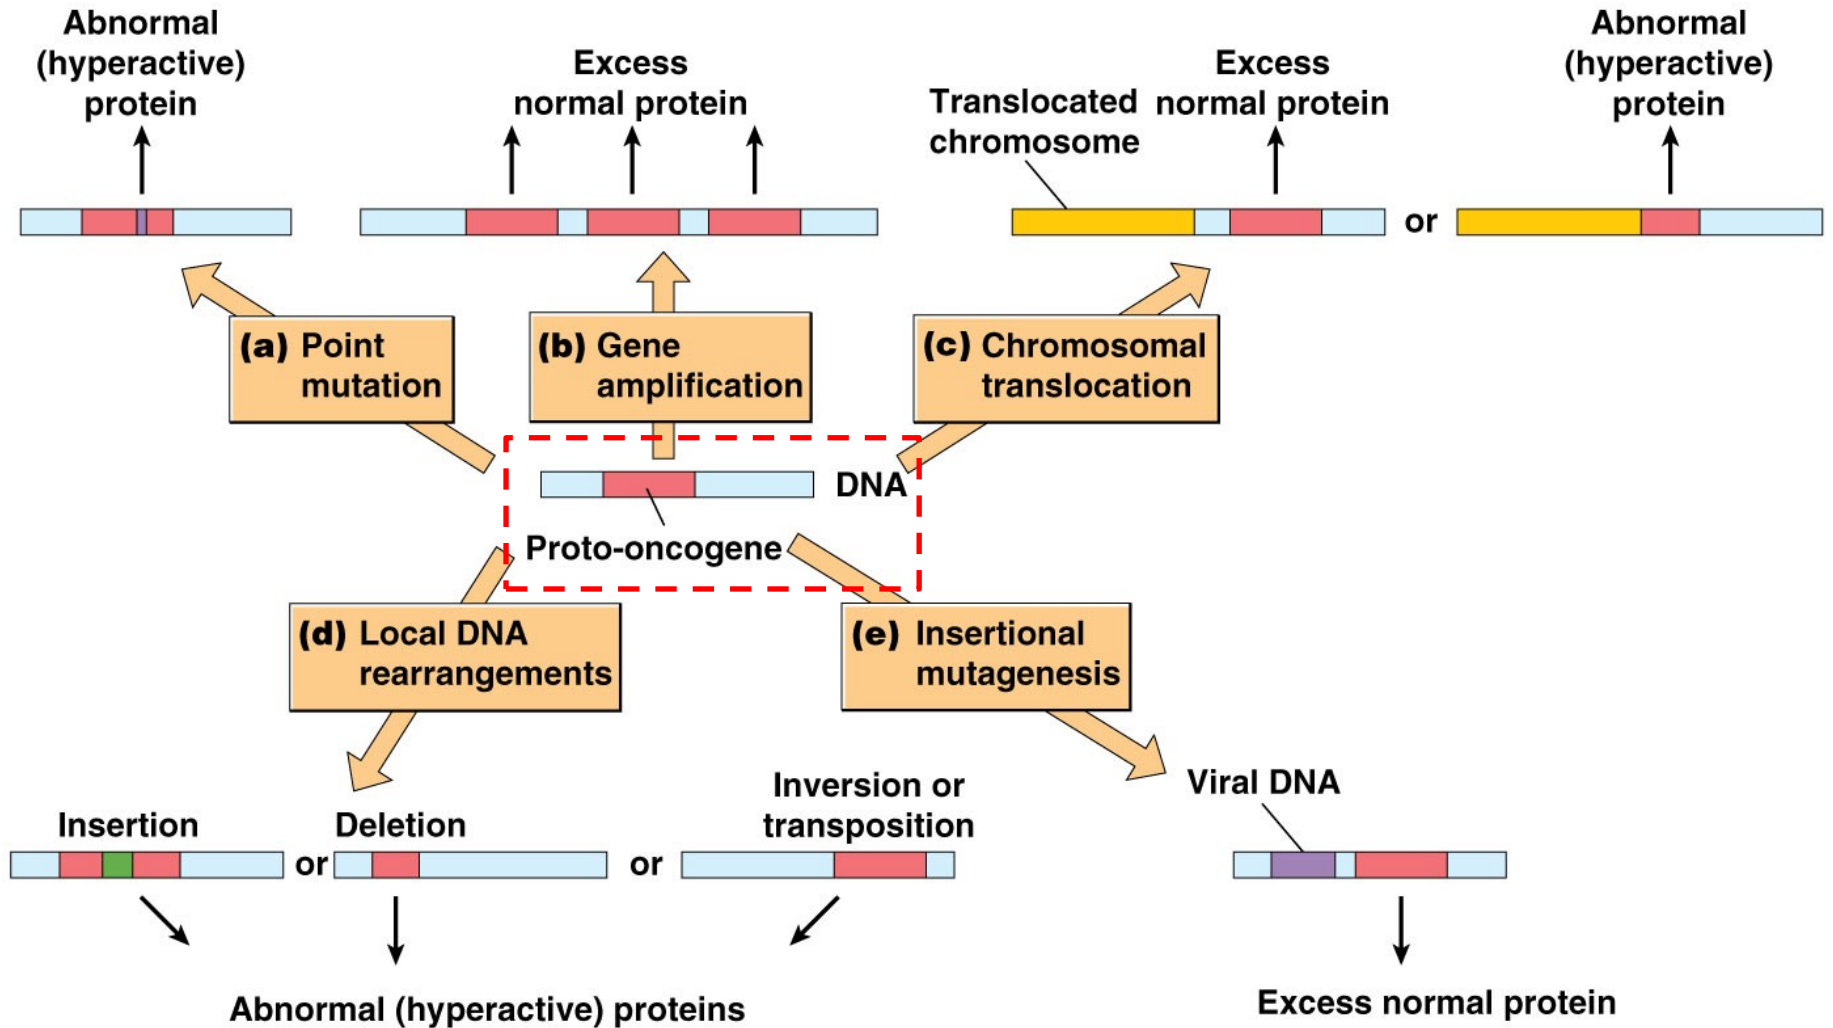 Abnormal
(hyperactive)
protein
Excess
normal protein
Translocated
chromosome
Excess
normal protein
Abnormal
(hyperactive)
protein
or
(a) Point
mutation
(b) Gene
amplification
(c) Chromosomal
translocation
DNA
Proto-oncogene
(d) Local DNA
rearrangements
(e) Insertional
mutagenesis
Insertion
or
Deletion
or
Inversion or
transposition
Viral DNA
Abnormal (hyperactive) proteins
Excess normal protein